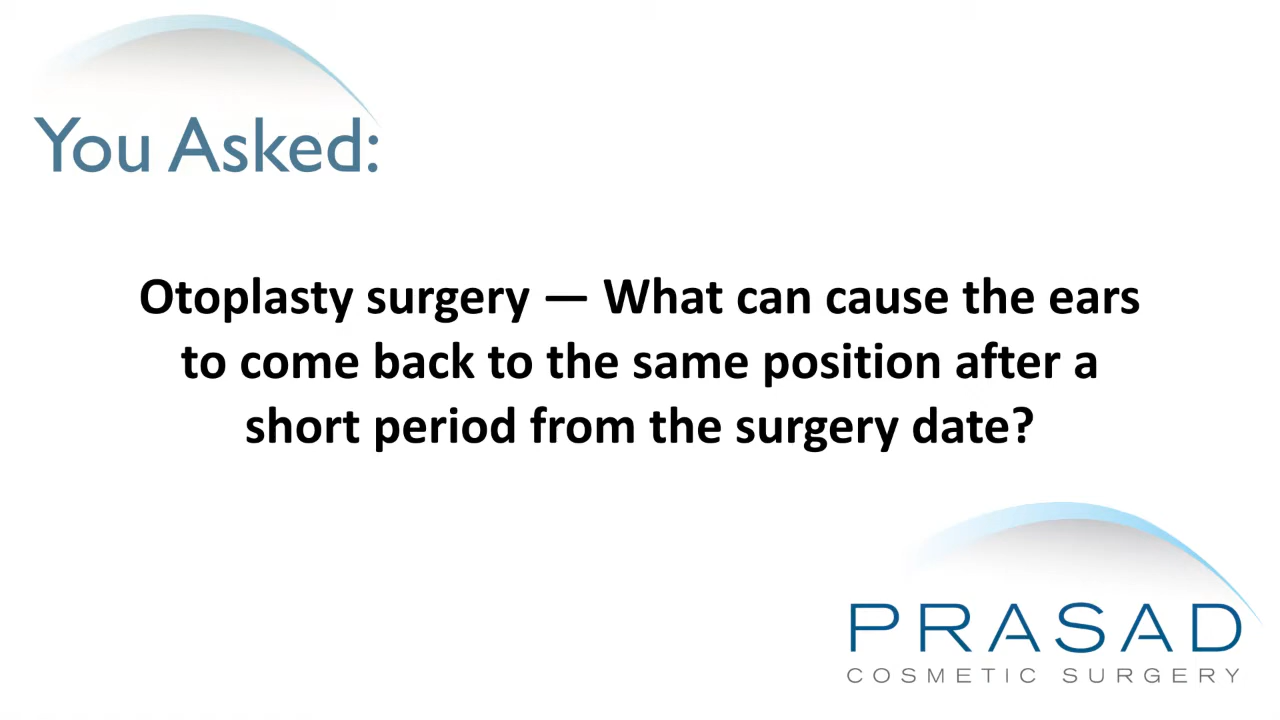 You Asked:
Otoplasty surgery — What can cause the ears
to come back to the same position after a
short period from the surgery date?
PRASAD
COSMETIC SURGERY